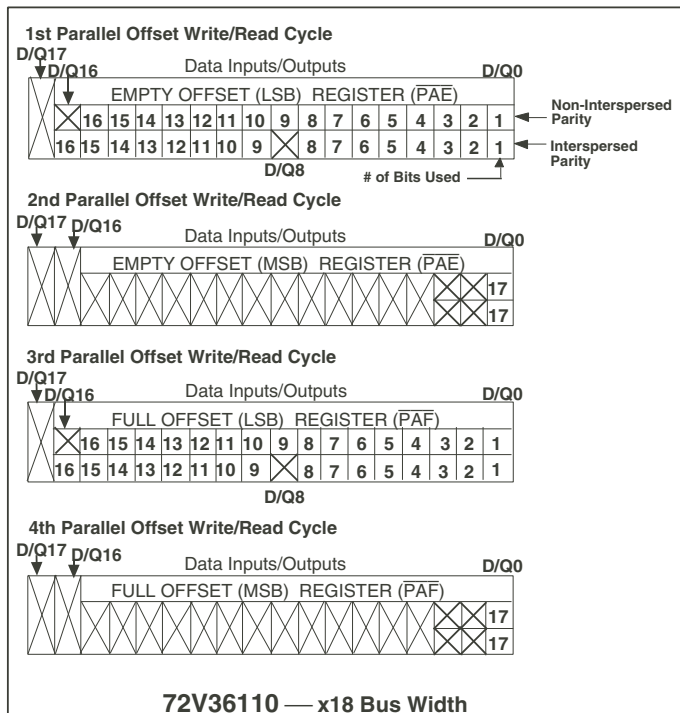 1st Parallel Offset Write/Read Cycle
D/Q17
D/Q16 Data Inputs/Outputs D/Q0
EMPTY OFFSET (LSB) REGISTER (PAE)
16 15 14 13 12 11 10 9 8 7 6 5 4 3 2 1 Non-Interspersed Parity
16 15 14 13 12 11 10 9 8 7 6 5 4 3 2 1 Interspersed Parity
D/Q8
# of Bits Used
2nd Parallel Offset Write/Read Cycle
D/Q17
D/Q16 Data Inputs/Outputs D/Q0
EMPTY OFFSET (MSB) REGISTER (PAE)
17
17
3rd Parallel Offset Write/Read Cycle
D/Q17
D/Q16 Data Inputs/Outputs D/Q0
FULL OFFSET (LSB) REGISTER (PAF)
16 15 14 13 12 11 10 9 8 7 6 5 4 3 2 1
16 15 14 13 12 11 10 9 8 7 6 5 4 3 2 1
D/Q8
4th Parallel Offset Write/Read Cycle
D/Q17 D/Q16 Data Inputs/Outputs D/Q0
FULL OFFSET (MSB) REGISTER (PAF)
17
17
72V36110 — x18 Bus Width